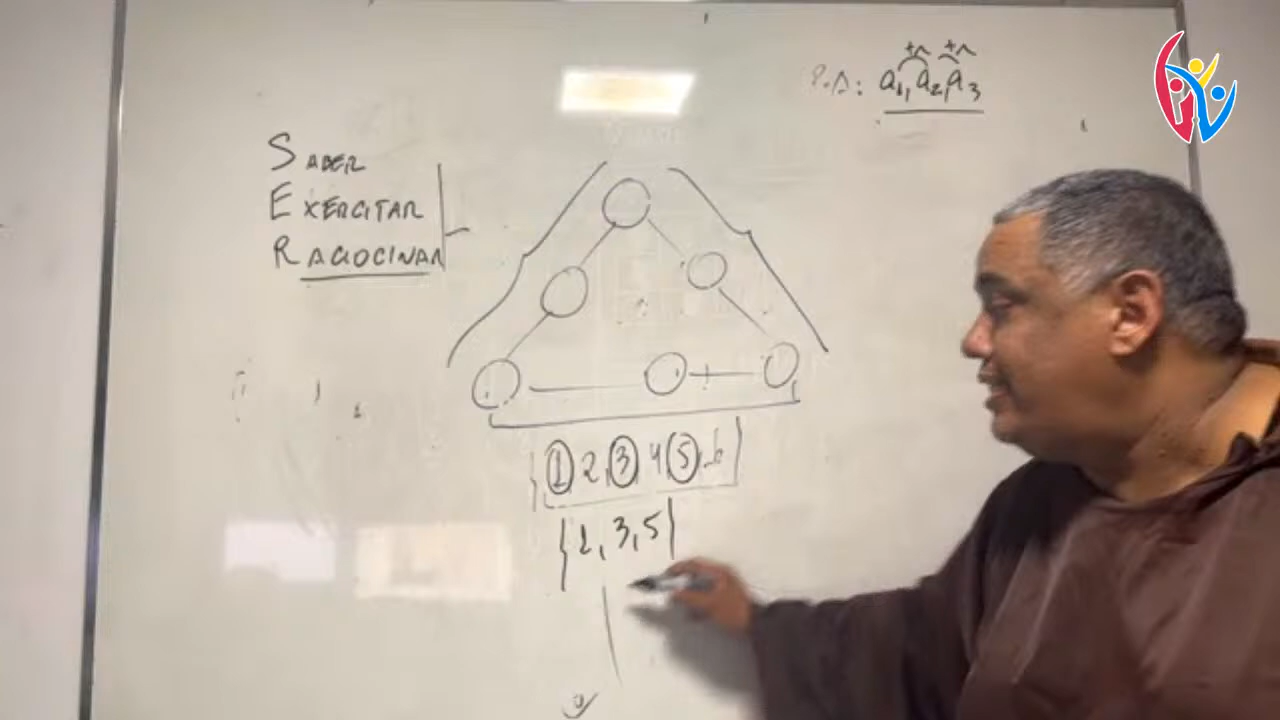 P.A: a1, a2, a3
+r +r
SABER
EXERCITAR
RACIOCINAR
{1, 2, 3, 4, 5, 6}
{1, 3, 5}